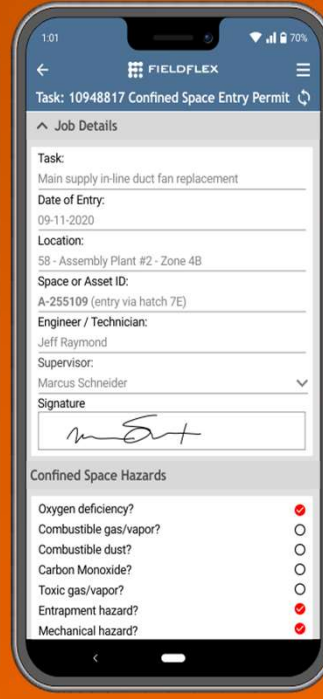 1:01
70%
FIELDFLEX
Task: 10948817 Confined Space Entry Permit
Job Details
Task:
Main supply in-line duct fan replacement
Date of Entry:
09-11-2020
Location:
58 - Assembly Plant #2 - Zone 4B
Space or Asset ID:
A-255109 (entry via hatch 7E)
Engineer / Technician:
Jeff Raymond
Supervisor:
Marcus Schneider
Signature
Confined Space Hazards
Oxygen deficiency?
Combustible gas/vapor?
Combustible dust?
Carbon Monoxide?
Toxic gas/vapor?
Entrapment hazard?
Mechanical hazard?